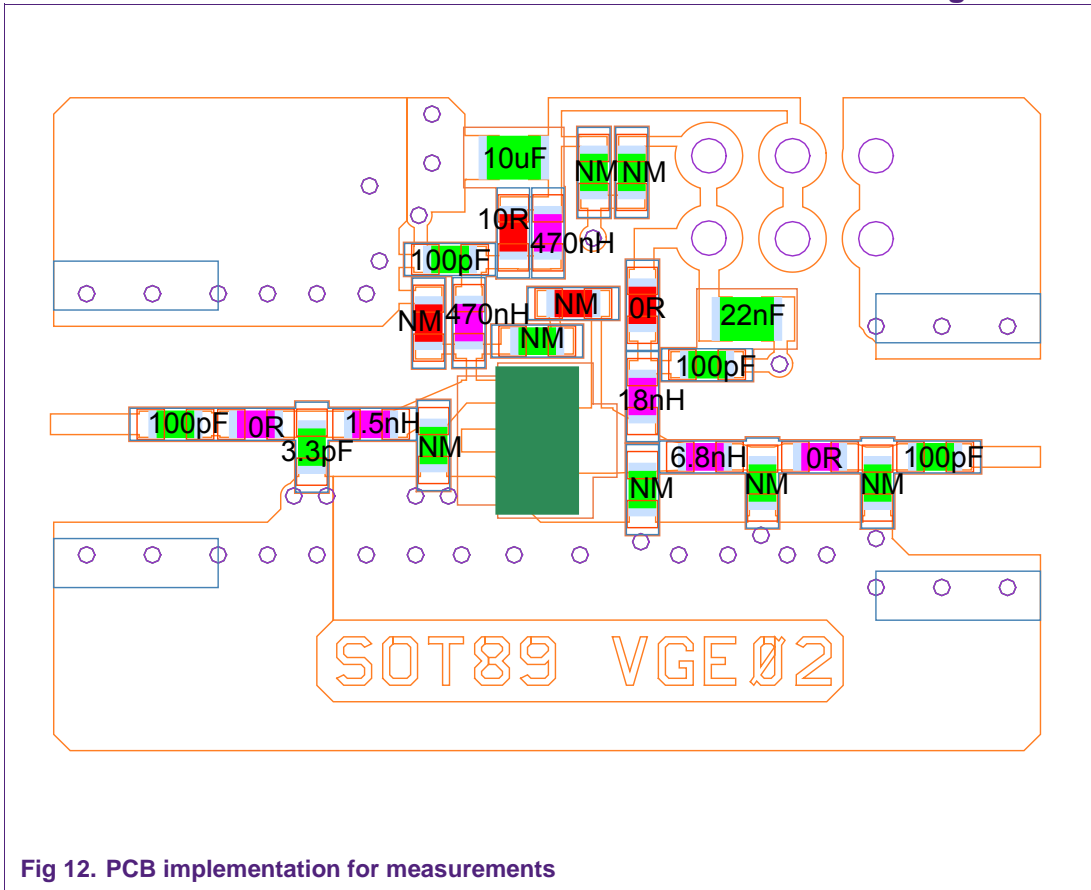 10uF
NM
NM
10R
470nH
100pF
NM
0R
22nF
NM
470nH
NM
100pF
18nH
100pF
0R
1.5nH
3.3pF
NM
6.8nH
0R
100pF
NM
NM
NM
SOT89 VGEØ2
Fig 12. PCB implementation for measurements